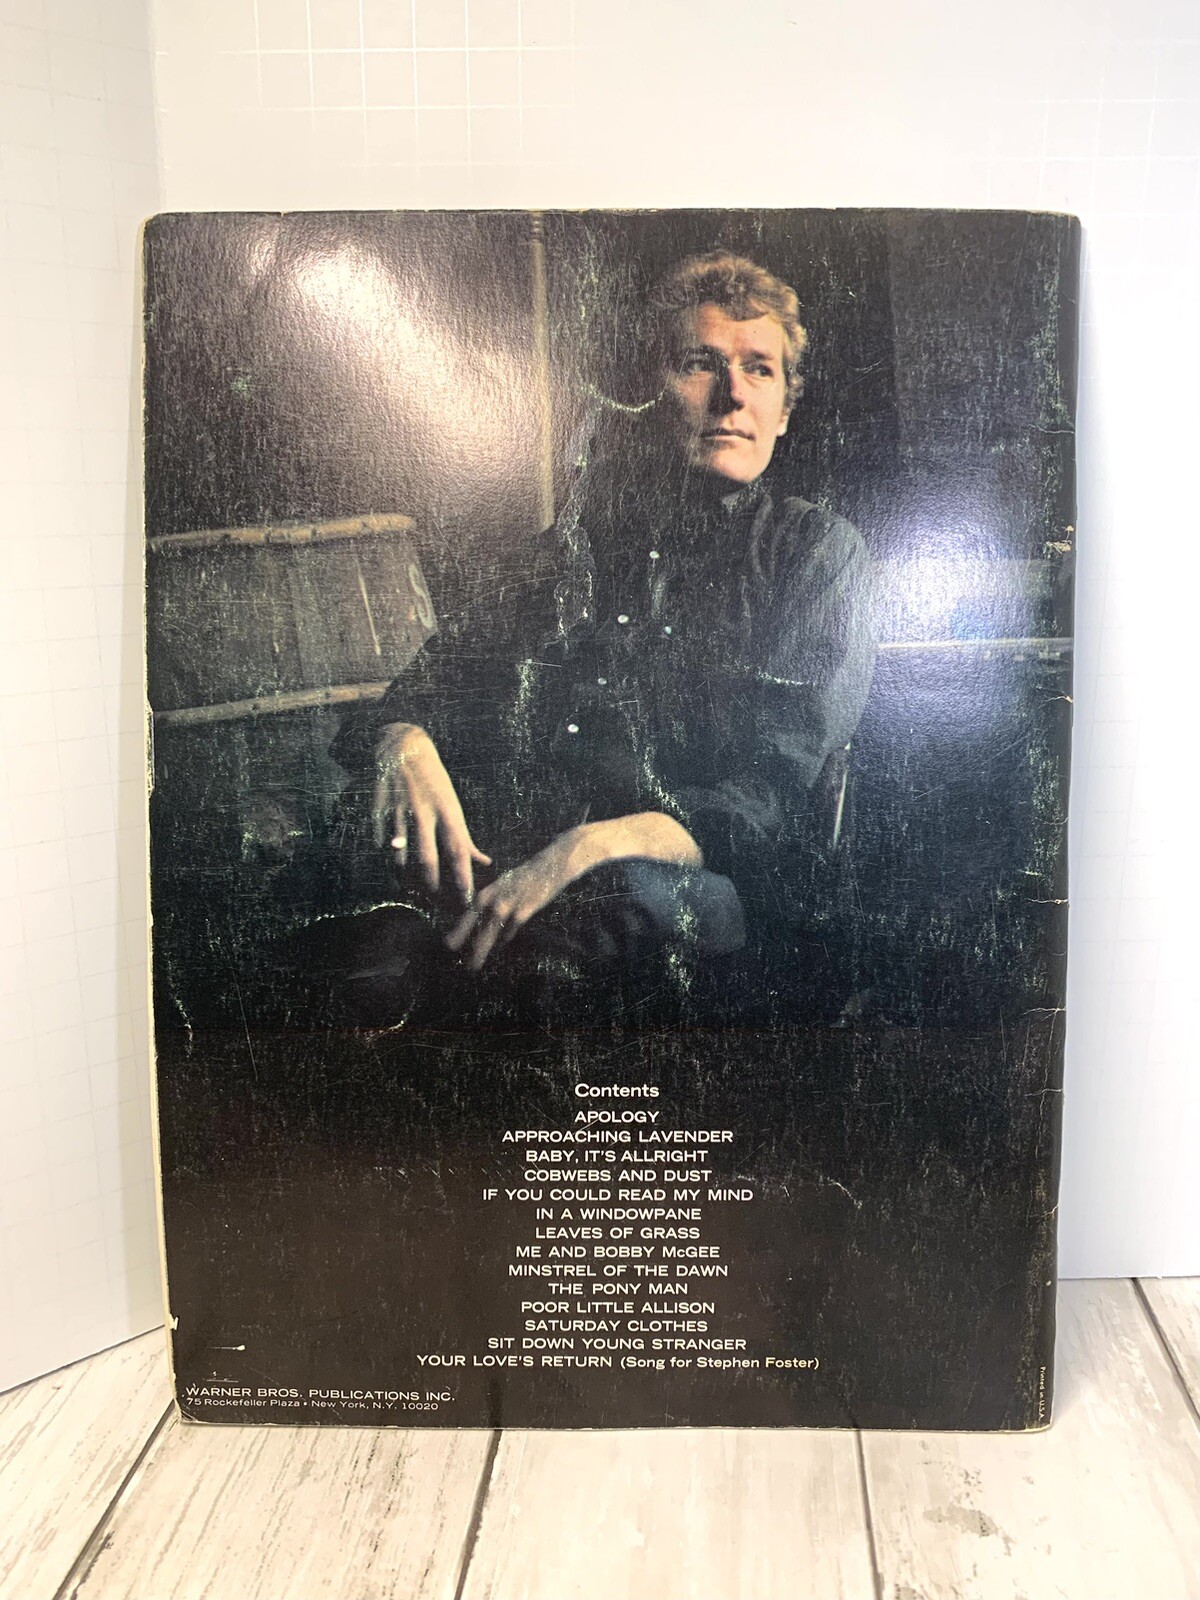 Contents
APOLOGY
APPROACHING LAVENDER
BABY, IT'S ALLRIGHT
COBWEBS AND DUST
IF YOU COULD READ MY MIND
IN A WINDOWPANE
LEAVES OF GRASS
ME AND BOBBY McGEE
MINSTREL OF THE DAWN
THE PONY MAN
POOR LITTLE ALLISON
SATURDAY CLOTHES
SIT DOWN YOUNG STRANGER
YOUR LOVE'S RETURN (Song for Stephen Foster)
WARNER BROS. PUBLICATIONS INC.
75 Rockefeller Plaza • New York, N.Y. 10020
Printed in U.S.A.